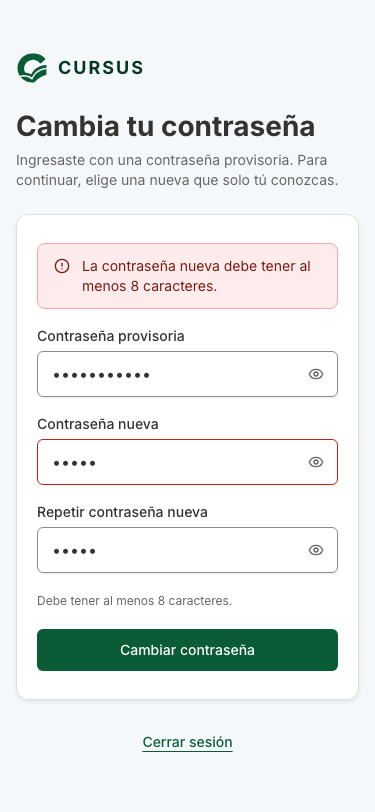 CURSUS
Cambia tu contraseña
Ingresaste con una contraseña provisoria. Para
continuar, elige una nueva que solo tú conozcas.
La contraseña nueva debe tener al
menos 8 caracteres.
Contraseña provisoria
•••••••••••
Contraseña nueva
•••••
Repetir contraseña nueva
•••••
Debe tener al menos 8 caracteres.
Cambiar contraseña
Cerrar sesión